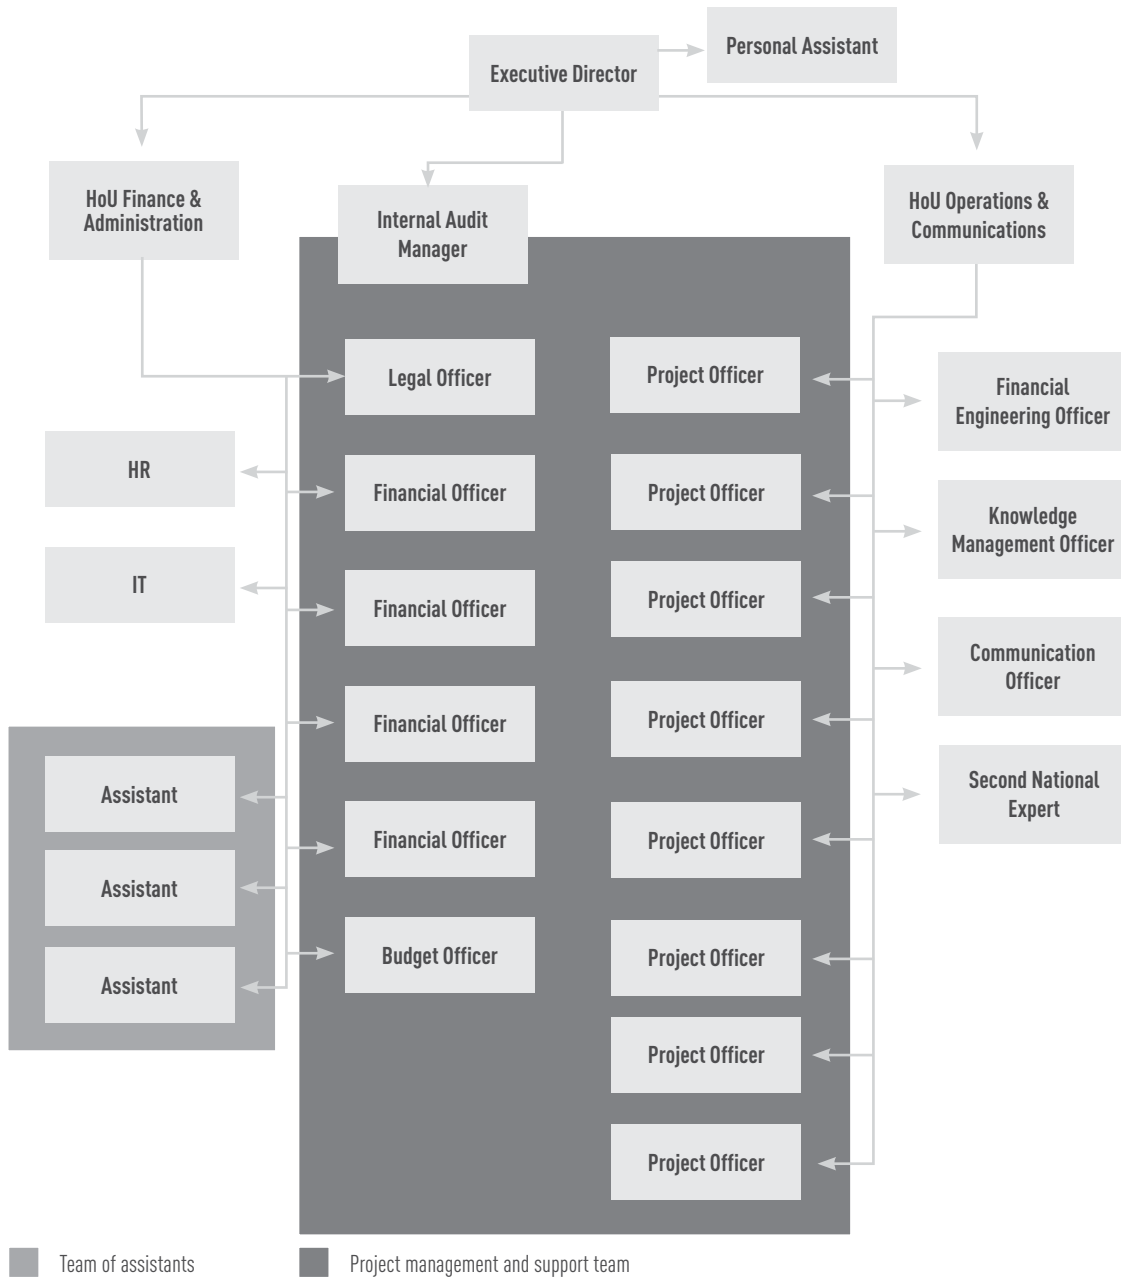 Personal Assistant
Executive Director
HoU Finance &
Administration
Internal Audit
Manager
HoU Operations &
Communications
Legal Officer
Project Officer
Financial
Engineering Officer
HR
Financial Officer
Project Officer
Knowledge
Management Officer
IT
Financial Officer
Project Officer
Communication
Officer
Financial Officer
Project Officer
Assistant
Second National
Expert
Financial Officer
Project Officer
Assistant
Budget Officer
Project Officer
Assistant
Project Officer
Project Officer
Team of assistants
Project management and support team